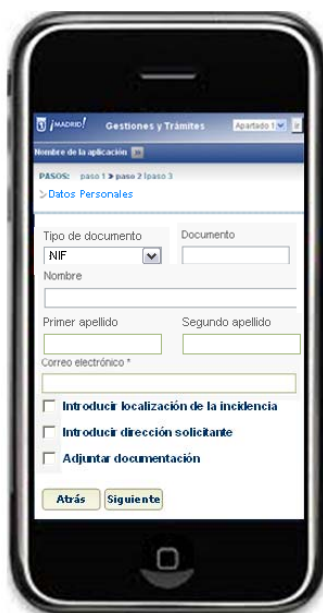 ¡MADRID! Gestiones y Trámites Apartado 1
Nombre de la aplicación
PASOS: paso 1 > paso 2 |paso 3
> Datos Personales
Tipo de documento Documento
NIF
Nombre
Primer apellido Segundo apellido
Correo electrónico *
Introducir localización de la incidencia
Introducir dirección solicitante
Adjuntar documentación
Atrás Siguiente